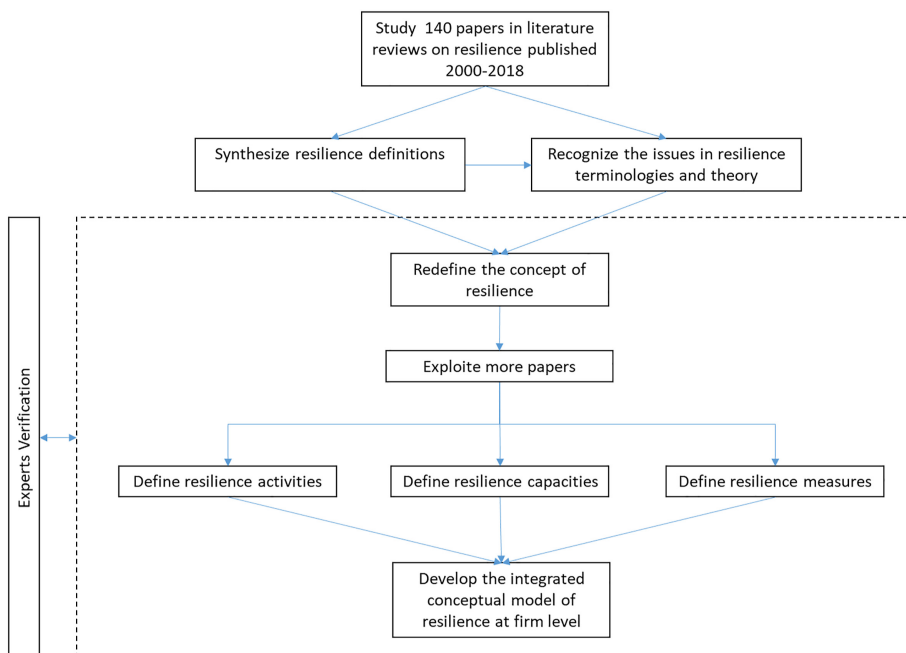 Study 140 papers in literature
reviews on resilience published
2000-2018
Synthesize resilience definitions
Recognize the issues in resilience
terminologies and theory
Redefine the concept of
resilience
Exploite more papers
Experts Verification
Define resilience activities
Define resilience capacities
Define resilience measures
Develop the integrated
conceptual model of
resilience at firm level